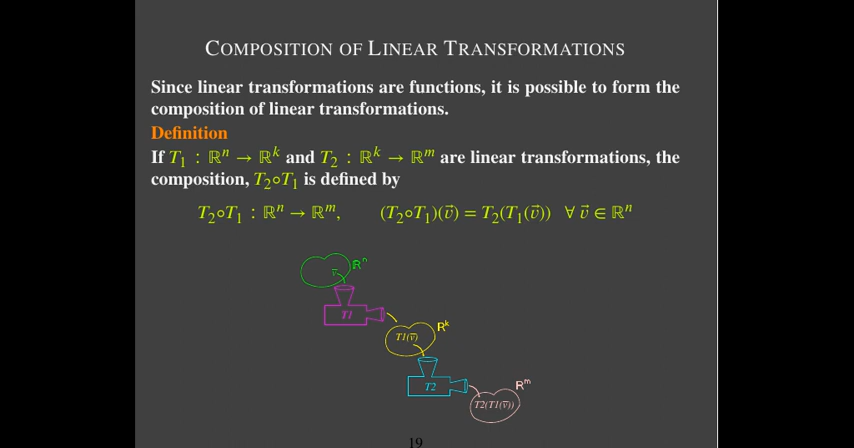 COMPOSITION OF LINEAR TRANSFORMATIONS
Since linear transformations are functions, it is possible to form the
composition of linear transformations.
Definition
If T₁ : ℝⁿ → ℝᵏ and T₂ : ℝᵏ → ℝᵐ are linear transformations, the
composition, T₂∘T₁ is defined by
T₂∘T₁ : ℝⁿ → ℝᵐ, (T₂∘T₁)(v⃗) = T₂(T₁(v⃗)) ∀ v⃗ ∈ ℝⁿ
ℝⁿ
v̅
T1
ℝᵏ
T1(v̅)
T2
ℝᵐ
T2(T1(v̅))
19